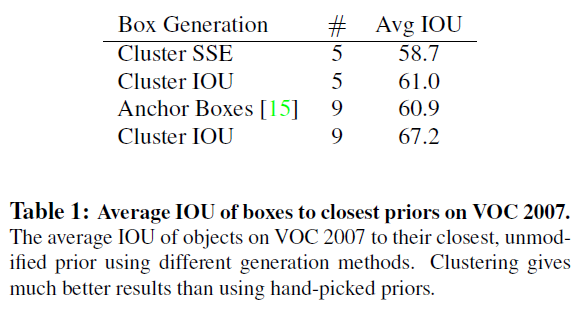 Box Generation # Avg IOU
Cluster SSE 5 58.7
Cluster IOU 5 61.0
Anchor Boxes [15] 9 60.9
Cluster IOU 9 67.2
Table 1: Average IOU of boxes to closest priors on VOC 2007.
The average IOU of objects on VOC 2007 to their closest, unmod-
ified prior using different generation methods. Clustering gives
much better results than using hand-picked priors.